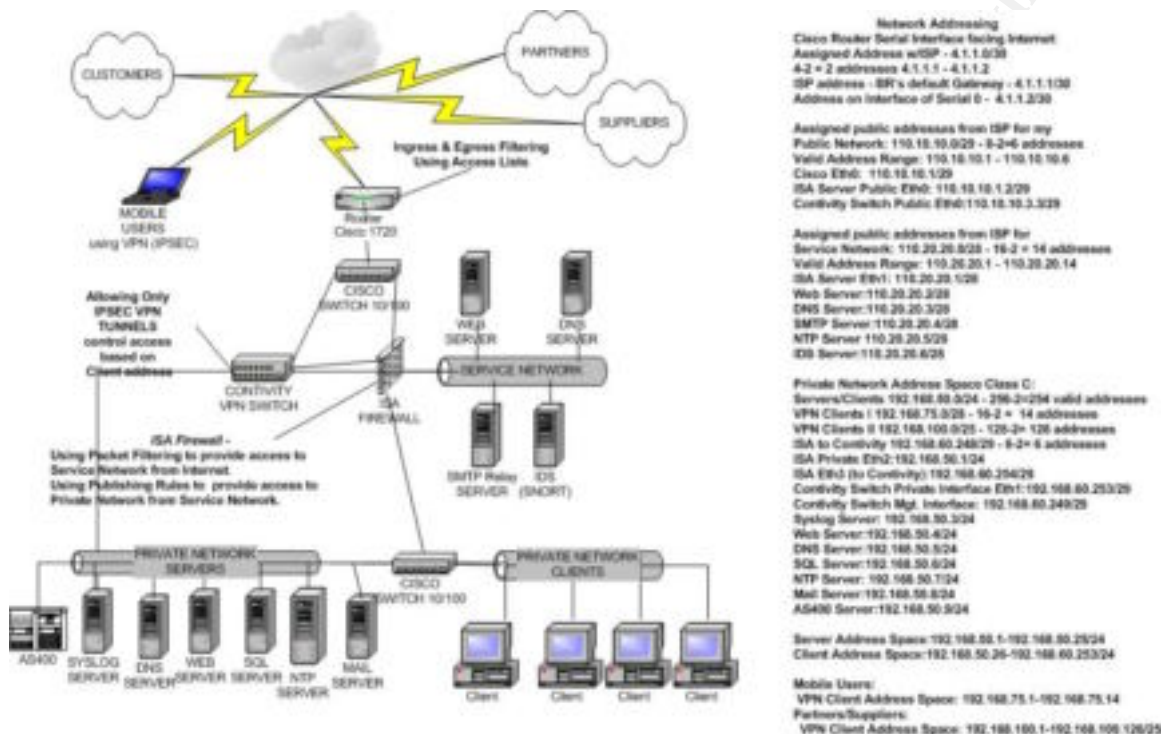 CUSTOMERS
PARTNERS
SUPPLIERS
MOBILE
USERS
using VPN (IPSEC)
Ingress & Egress Filtering
Using Access Lists
Router
Cisco 1720
CISCO
SWITCH 10/100
WEB
SERVER
DNS
SERVER
Allowing Only
IPSEC VPN
TUNNELS
control access
based on
Client address
CONTIVITY
VPN SWITCH
ISA
FIREWALL
SERVICE NETWORK
SMTP Relay
SERVER
IDS
(SNORT)
ISA Firewall -
Using Packet Filtering to provide access to
Service Network from Internet.
Using Publishing Rules to provide access to
Private Network from Service Network.
PRIVATE NETWORK
SERVERS
CISCO
SWITCH 10/100
PRIVATE NETWORK
CLIENTS
AS400
SYSLOG
SERVER
DNS
SERVER
WEB
SERVER
SQL
SERVER
NTP
SERVER
MAIL
SERVER
Client
Client
Client
Client
Network Addressing
Cisco Router Serial Interface facing Internet
Assigned Address w/ISP - 4.1.1.0/30
4-2 = 2 addresses 4.1.1.1 - 4.1.1.2
ISP address - BR's default Gateway - 4.1.1.1/30
Address on Interface of Serial 0 - 4.1.1.2/30
Assigned public addresses from ISP for my
Public Network: 110.10.10.0/29 - 8-2=6 addresses
Valid Address Range: 110.10.10.1 - 110.10.10.6
Cisco Eth0: 110.10.10.1/29
ISA Server Public Eth0: 110.10.10.1.2/29
Contivity Switch Public Eth0:110.10.10.3.3/29
Assigned public addresses from ISP for
Service Network: 110.20.20.0/28 - 16-2 = 14 addresses
Valid Address Range: 110.20.20.1 - 110.20.20.14
ISA Server Eth1: 110.20.20.1/28
Web Server:110.20.20.2/28
DNS Server:110.20.20.3/28
SMTP Server:110.20.20.4/28
NTP Server 110.20.20.5/28
IDS Server:110.20.20.6/28
Private Network Address Space Class C:
Servers/Clients 192.168.50.0/24 - 256-2=254 valid addresses
VPN Clients I 192.168.75.0/28 - 16-2 = 14 addresses
VPN Clients II 192.168.100.0/25 - 128-2= 126 addresses
ISA to Contivity 192.168.60.248/29 - 8-2= 6 addresses
ISA Private Eth2:192.168.50.1/24
ISA Eth3 (to Contivity):192.168.60.254/29
Contivity Switch Private Interface Eth1:192.168.60.253/29
Contivity Switch Mgt. Interface: 192.168.60.249/29
Syslog Server: 192.168.50.3/24
Web Server:192.168.50.4/24
DNS Server:192.168.50.5/24
SQL Server:192.168.50.6/24
NTP Server: 192.168.50.7/24
Mail Server:192.168.50.8/24
AS400 Server:192.168.50.9/24
Server Address Space:192.168.50.1-192.168.50.25/24
Client Address Space:192.168.50.26-192.168.60.253/24
Mobile Users:
VPN Client Address Space: 192.168.75.1-192.168.75.14
Partners/Suppliers:
VPN Client Address Space: 192.168.100.1-192.168.100.126/25